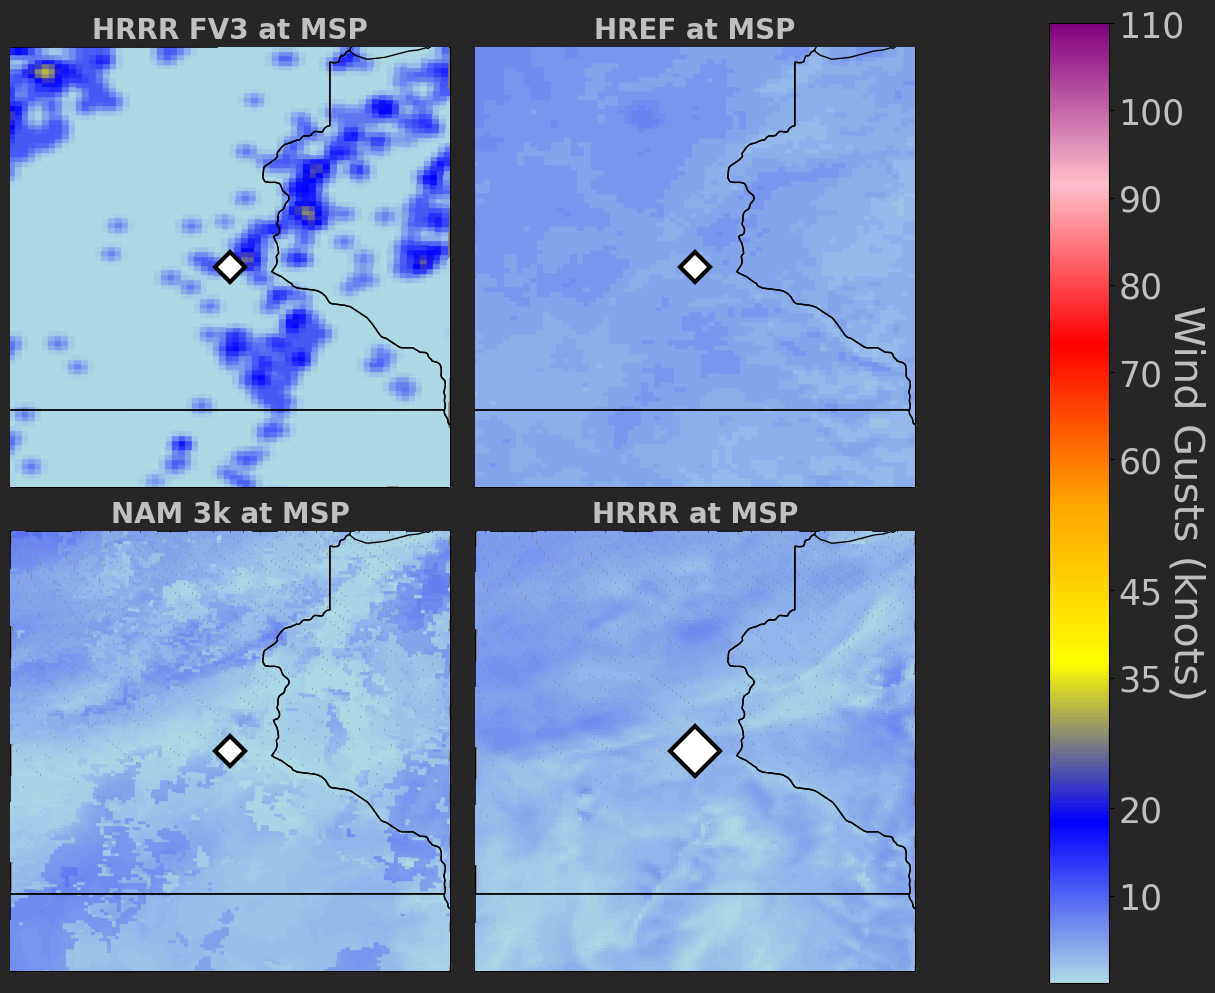 HRRR FV3 at MSP
HREF at MSP
NAM 3k at MSP
HRRR at MSP
110
100
90
80
70
60
45
35
20
10
Wind Gusts (knots)